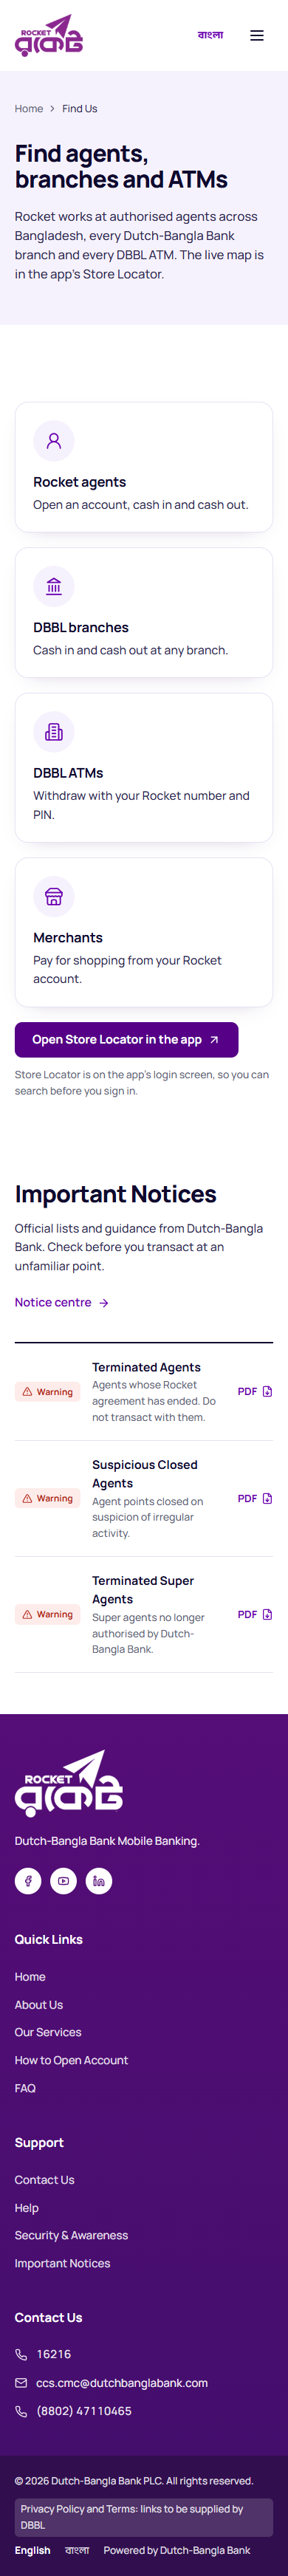 ROCKET
রকেট
বাংলা
Home > Find Us
Find agents,
branches and ATMs
Rocket works at authorised agents across
Bangladesh, every Dutch-Bangla Bank
branch and every DBBL ATM. The live map is
in the app's Store Locator.
Rocket agents
Open an account, cash in and cash out.
DBBL branches
Cash in and cash out at any branch.
DBBL ATMs
Withdraw with your Rocket number and
PIN.
Merchants
Pay for shopping from your Rocket
account.
Open Store Locator in the app
Store Locator is on the app's login screen, so you can
search before you sign in.
Important Notices
Official lists and guidance from Dutch-Bangla
Bank. Check before you transact at an
unfamiliar point.
Notice centre
Warning
Terminated Agents
Agents whose Rocket
agreement has ended. Do
not transact with them.
PDF
Warning
Suspicious Closed
Agents
Agent points closed on
suspicion of irregular
activity.
PDF
Warning
Terminated Super
Agents
Super agents no longer
authorised by Dutch-
Bangla Bank.
PDF
ROCKET
রকেট
Dutch-Bangla Bank Mobile Banking.
Quick Links
Home
About Us
Our Services
How to Open Account
FAQ
Support
Contact Us
Help
Security & Awareness
Important Notices
Contact Us
16216
ccs.cmc@dutchbanglabank.com
(8802) 47110465
© 2026 Dutch-Bangla Bank PLC. All rights reserved.
Privacy Policy and Terms: links to be supplied by
DBBL
English বাংলা Powered by Dutch-Bangla Bank